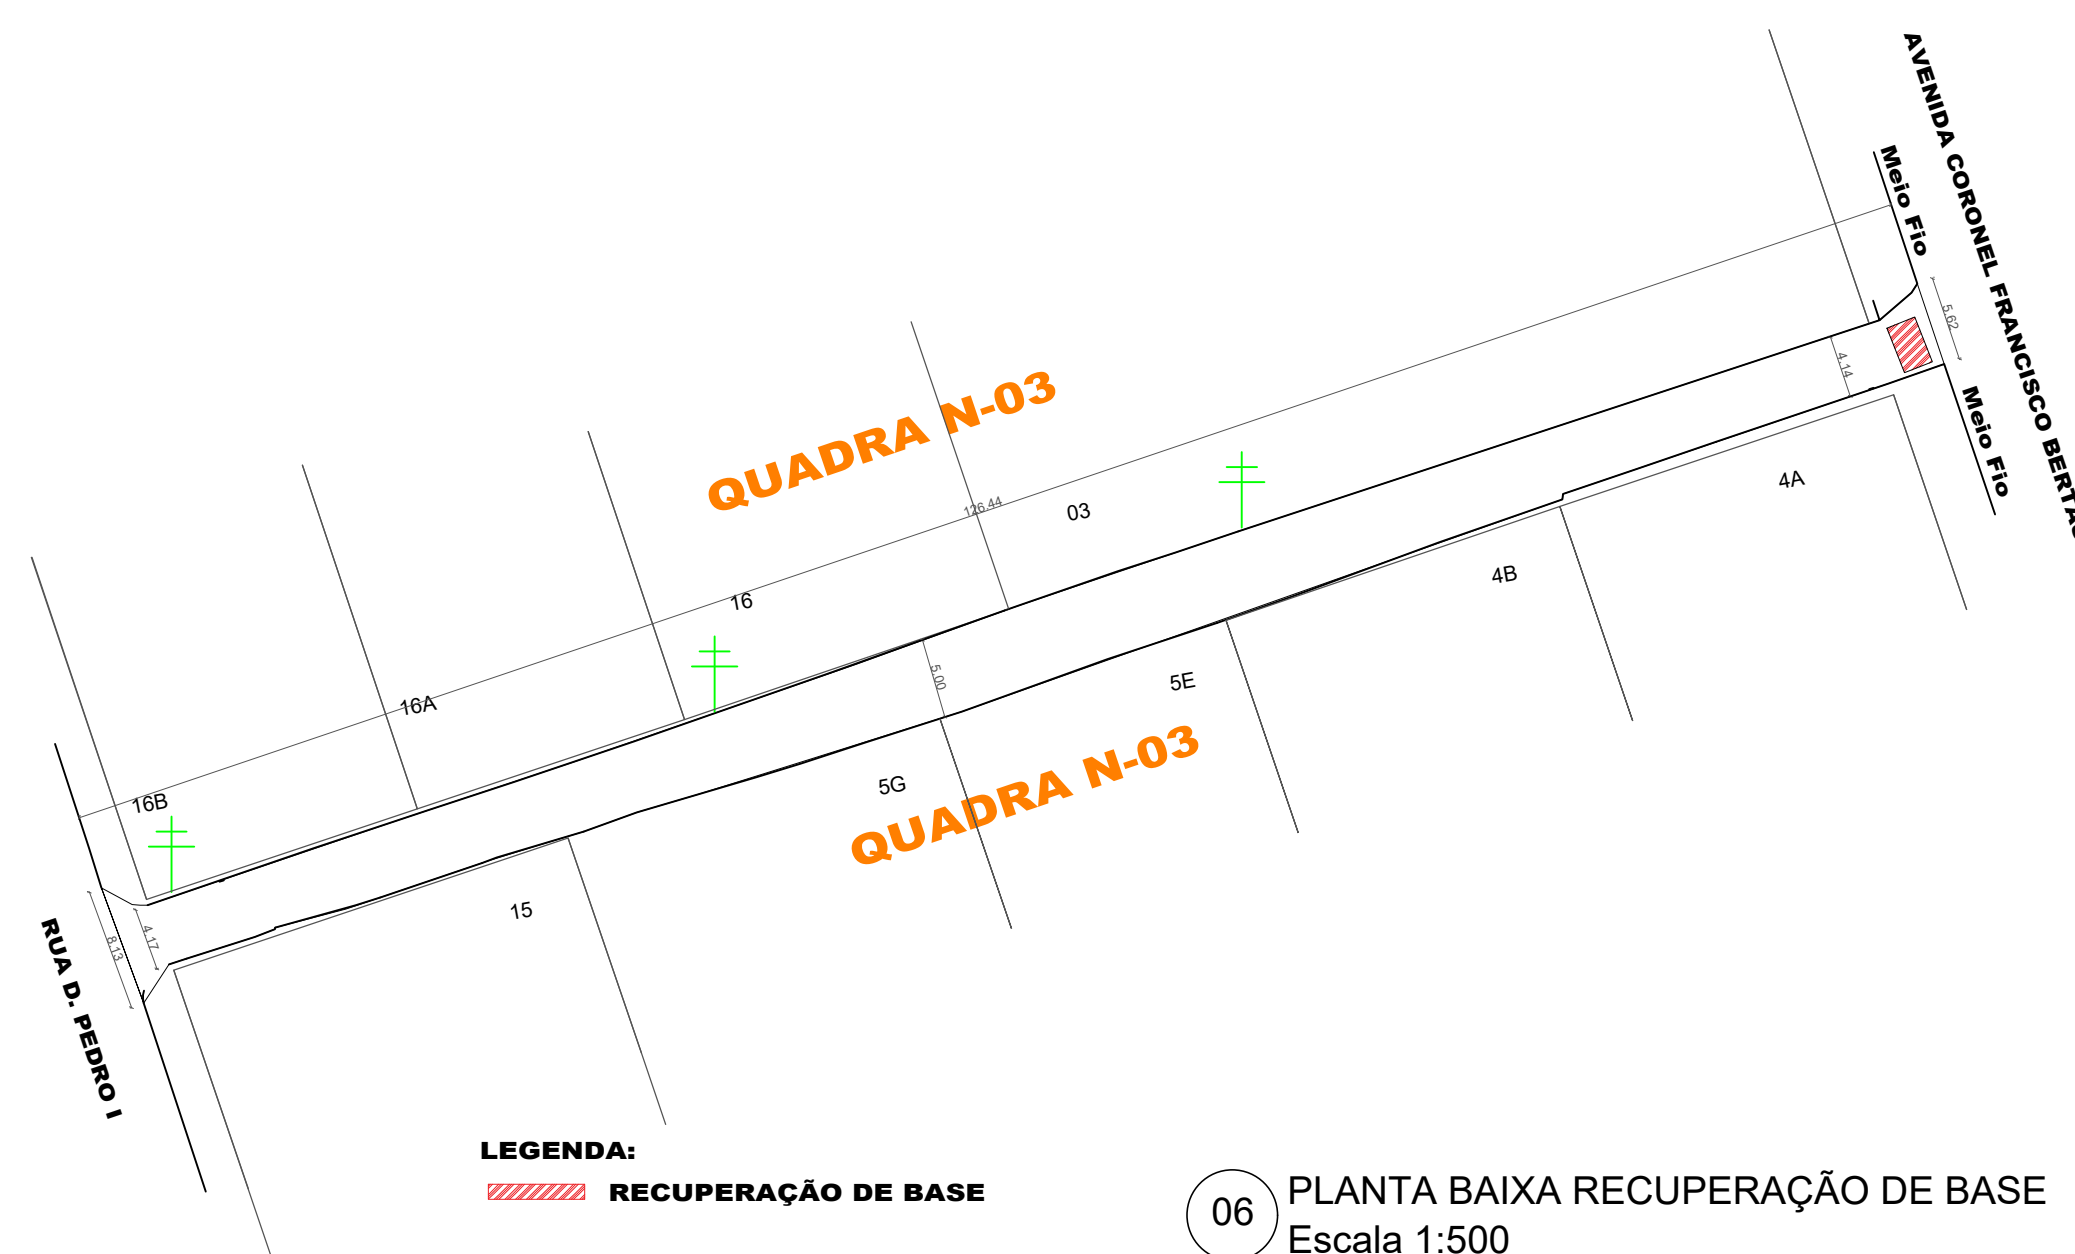 AVENIDA CORONEL FRANCISCO
Meio Fio
5.62
4.14
Meio Fio
QUADRA N-03
126.44
03
4A
4B
16
5.00
5E
16A
QUADRA N-03
5G
16B
15
4.17
8.13
RUA D. PEDRO I
LEGENDA:
RECUPERAÇÃO DE BASE
06
PLANTA BAIXA RECUPERAÇÃO DE BASE
Escala 1:500